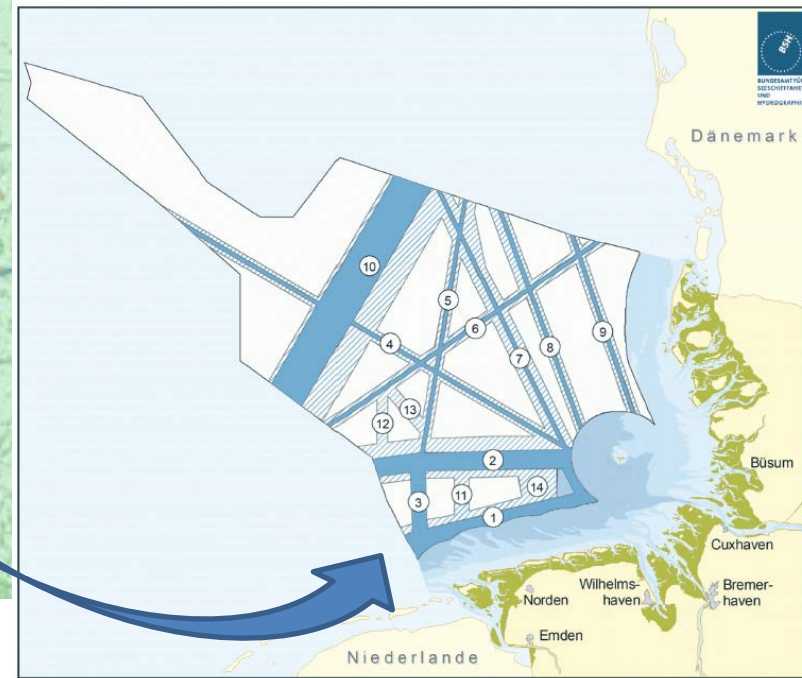 BSH
BUNDESAMT FÜR
SEESCHIFFFAHRT
UND
HYDROGRAPHIE
Dänemark
10
5
4
6
7
8
9
13
12
2
3
11
14
1
Büsum
Cuxhaven
Wilhelms-
haven
Bremer-
haven
Norden
Emden
Niederlande